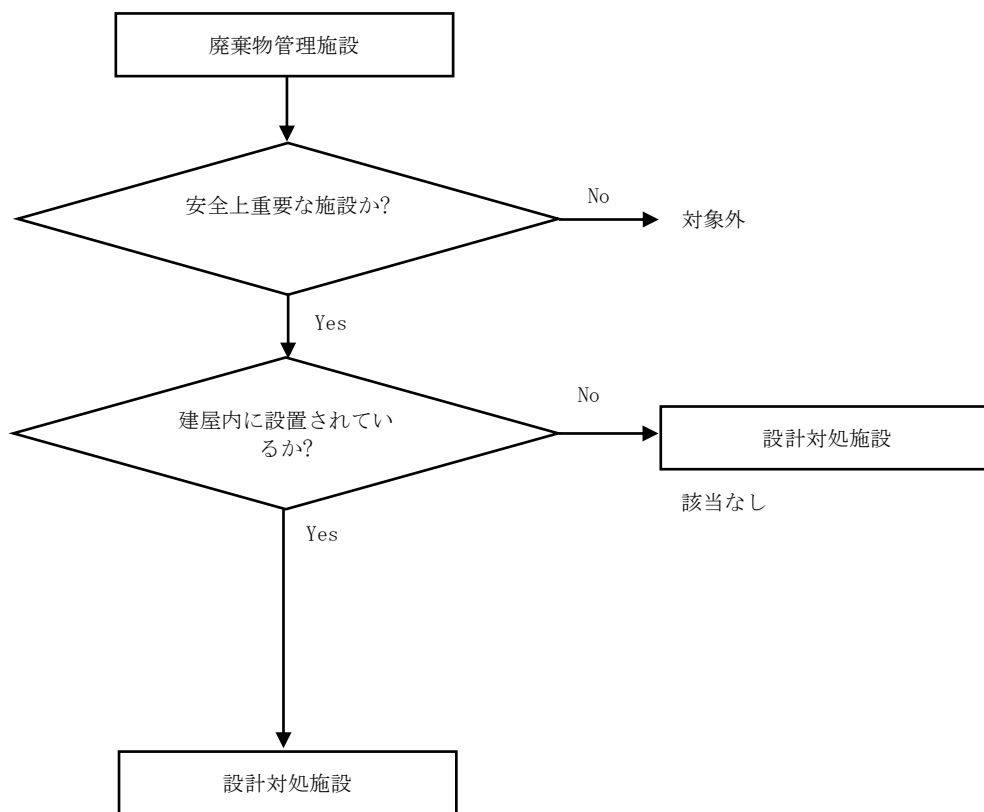 廃棄物管理施設
安全上重要な施設か?
No
対象外
Yes
建屋内に設置されてい
るか?
No
設計対処施設
該当なし
Yes
設計対処施設